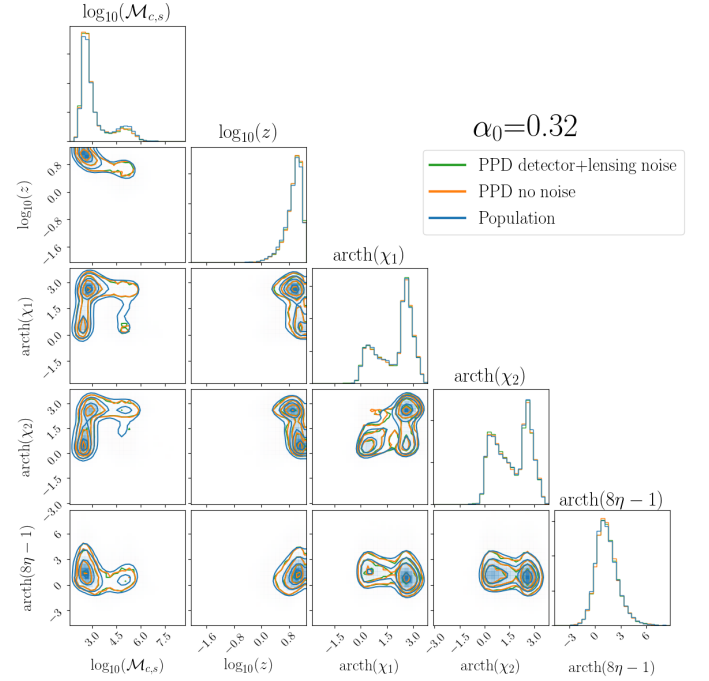 log₁₀(ℳ_{c,s})
log₁₀(z)
α₀=0.32
PPD detector+lensing noise
PPD no noise
Population
log₁₀(z)
0.8
0.0
−0.8
−1.6
arcth(χ₁)
arcth(χ₁)
3.0
1.5
0.0
−1.5
arcth(χ₂)
arcth(χ₂)
3.0
1.5
0.0
−1.5
−3.0
arcth(8η − 1)
arcth(8η − 1)
6
3
0
−3
3.0 4.5 6.0 7.5
−1.6 −0.8 0.0 0.8
−1.5 0.0 1.5 3.0
−3.0 −1.5 0.0 1.5 3.0
−3 0 3 6
log₁₀(ℳ_{c,s}) log₁₀(z) arcth(χ₁) arcth(χ₂) arcth(8η − 1)